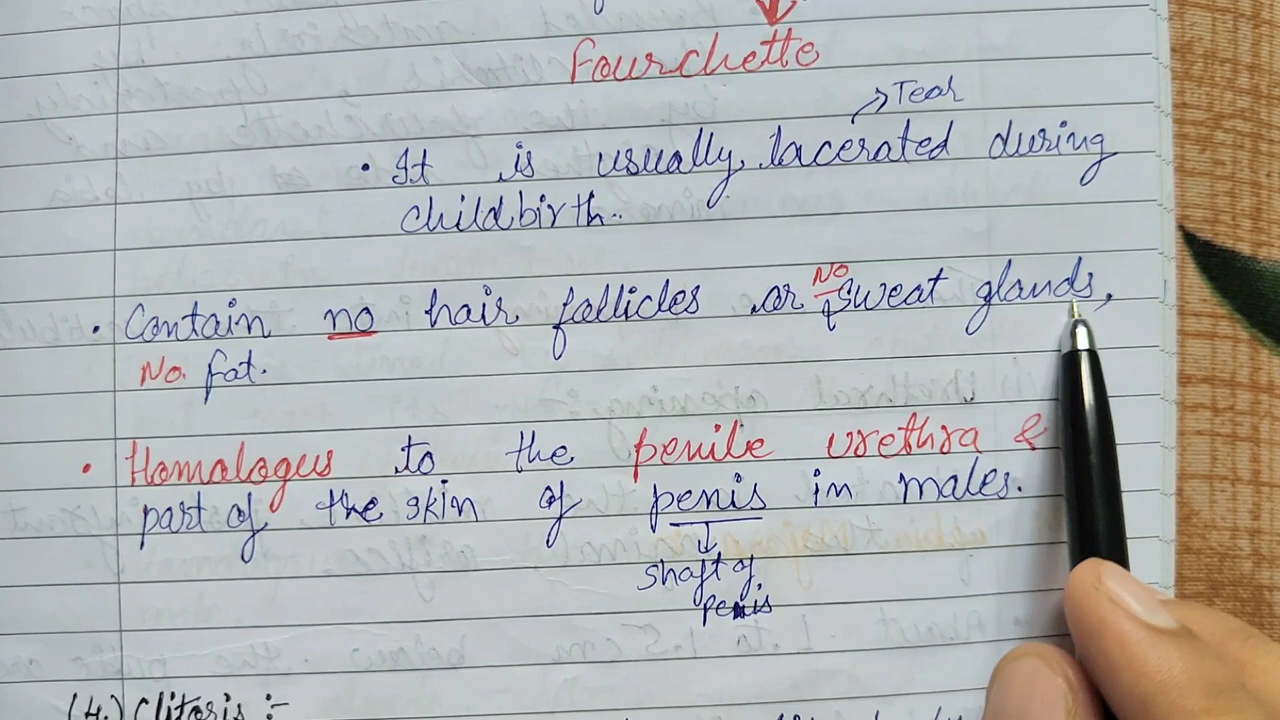 Fourchette
→ Tear
• It is usually lacerated during
childbirth.
• Contain no hair follicles or No sweat glands,
No fat.
• Homologus to the penile urethra &
part of the skin of penis in males.
↓
shaft of
penis
(4.) Clitoris :-